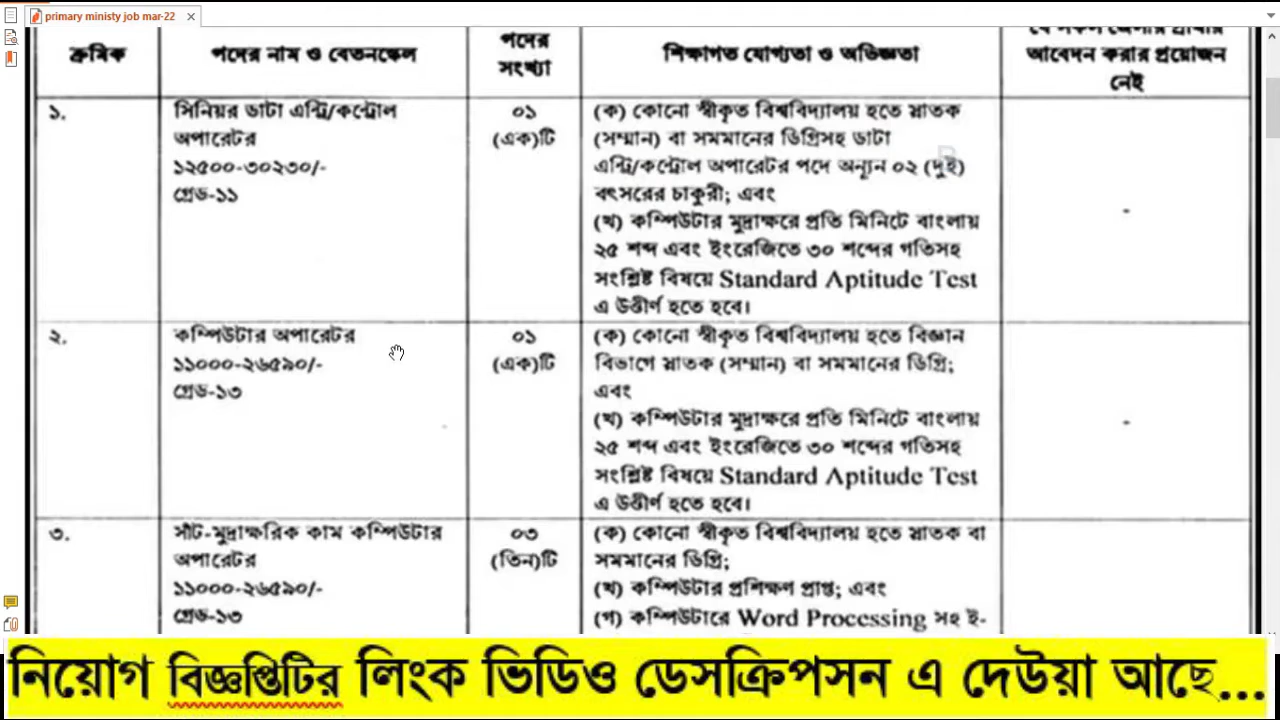 primary ministy job mar-22
ক্রমিক
পদের নাম ও বেতনস্কেল
পদের
সংখ্যা
শিক্ষাগত যোগ্যতা ও অভিজ্ঞতা
যে সকল জেলার প্রার্থীর
আবেদন করার প্রয়োজন
নেই
১.
সিনিয়র ডাটা এন্ট্রি/কন্ট্রোল
অপারেটর
১২৫০০-৩০২৩০/-
গ্রেড-১১
০১
(এক)টি
(ক) কোনো স্বীকৃত বিশ্ববিদ্যালয় হতে স্নাতক
(সম্মান) বা সমমানের ডিগ্রিসহ ডাটা
এন্ট্রি/কন্ট্রোল অপারেটর পদে অন্যূন ০২ (দুই)
বৎসরের চাকুরী; এবং
(খ) কম্পিউটার মুদ্রাক্ষরে প্রতি মিনিটে বাংলায়
২৫ শব্দ এবং ইংরেজিতে ৩০ শব্দের গতিসহ
সংশ্লিষ্ট বিষয়ে Standard Aptitude Test
এ উত্তীর্ণ হতে হবে।
-
২.
কম্পিউটার অপারেটর
১১০০০-২৬৫৯০/-
গ্রেড-১৩
০১
(এক)টি
(ক) কোনো স্বীকৃত বিশ্ববিদ্যালয় হতে বিজ্ঞান
বিভাগে স্নাতক (সম্মান) বা সমমানের ডিগ্রি;
এবং
(খ) কম্পিউটার মুদ্রাক্ষরে প্রতি মিনিটে বাংলায়
২৫ শব্দ এবং ইংরেজিতে ৩০ শব্দের গতিসহ
সংশ্লিষ্ট বিষয়ে Standard Aptitude Test
এ উত্তীর্ণ হতে হবে।
-
৩.
সাঁট-মুদ্রাক্ষরিক কাম কম্পিউটার
অপারেটর
১১০০০-২৬৫৯০/-
গ্রেড-১৩
০৩
(তিন)টি
(ক) কোনো স্বীকৃত বিশ্ববিদ্যালয় হতে স্নাতক বা
সমমানের ডিগ্রি;
(খ) কম্পিউটার প্রশিক্ষণ প্রাপ্ত; এবং
(গ) কম্পিউটারে Word Processing সহ ই-
নিয়োগ বিজ্ঞপ্তিটির লিংক ভিডিও ডেসক্রিপসন এ দেউয়া আছে...